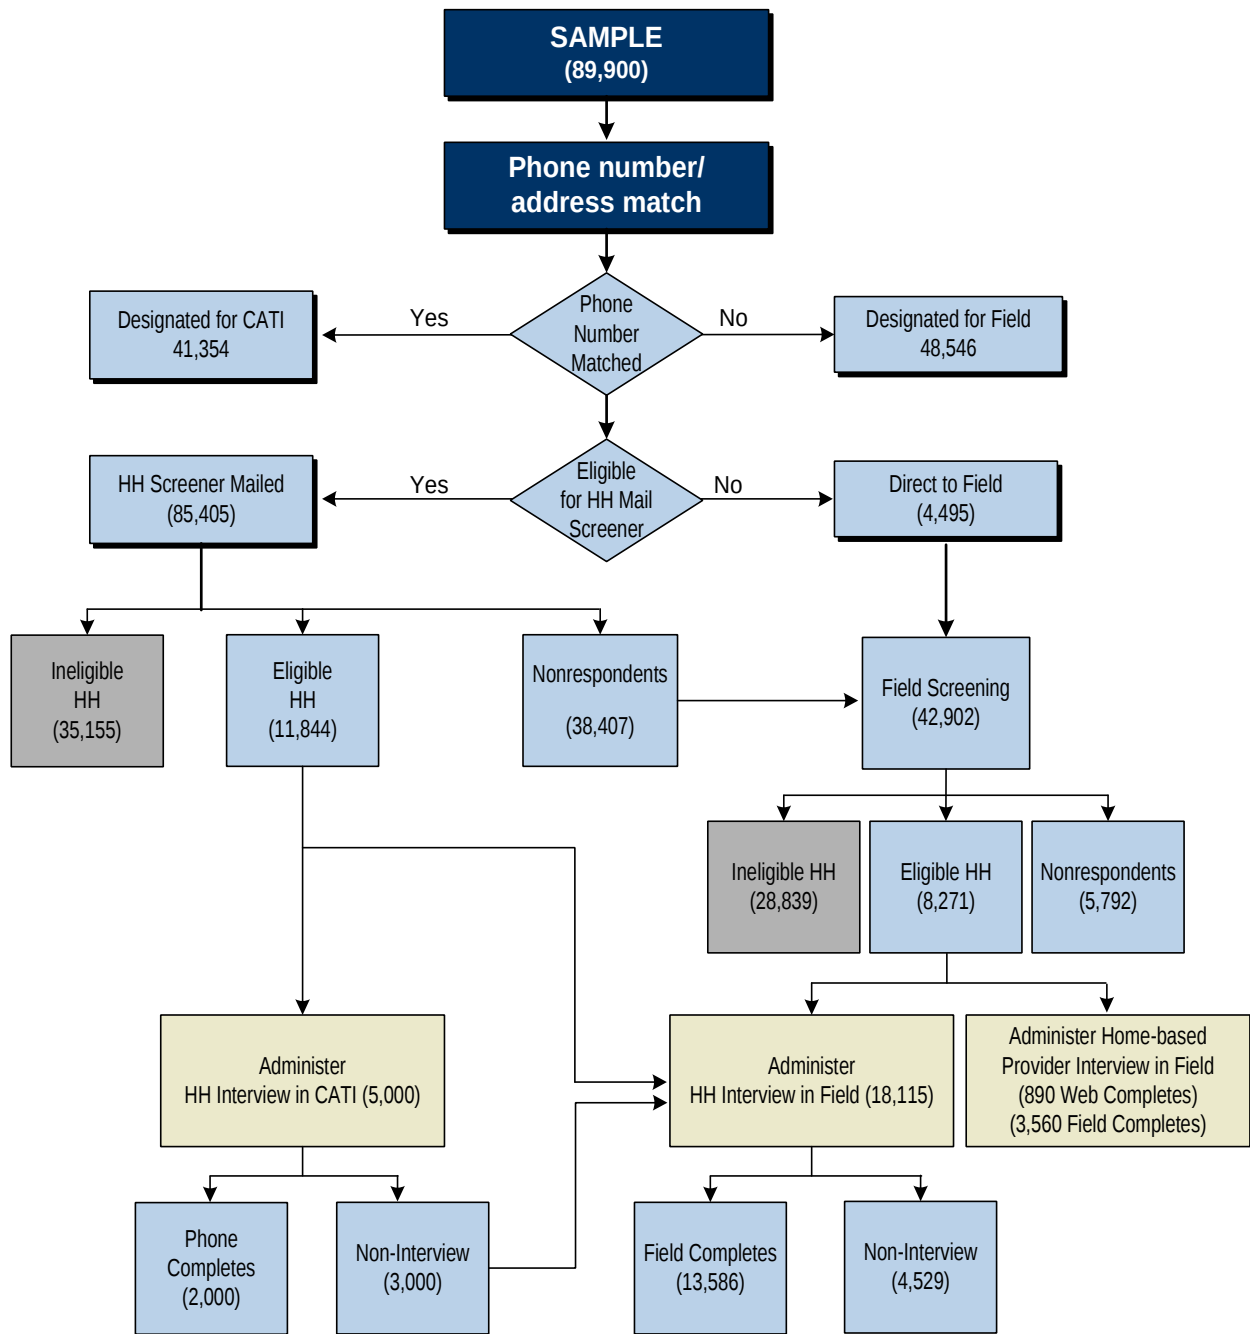 SAMPLE
(89,900)
Phone number/
address match
Phone
Number
Matched
Yes
No
Designated for CATI
41,354
Designated for Field
48,546
Eligible
for HH Mail
Screener
Yes
No
HH Screener Mailed
(85,405)
Direct to Field
(4,495)
Ineligible
HH
(35,155)
Eligible
HH
(11,844)
Nonrespondents
(38,407)
Field Screening
(42,902)
Ineligible HH
(28,839)
Eligible HH
(8,271)
Nonrespondents
(5,792)
Administer
HH Interview in CATI (5,000)
Administer
HH Interview in Field (18,115)
Administer Home-based
Provider Interview in Field
(890 Web Completes)
(3,560 Field Completes)
Phone
Completes
(2,000)
Non-Interview
(3,000)
Field Completes
(13,586)
Non-Interview
(4,529)